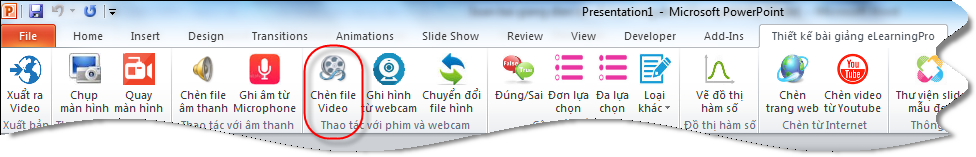 Presentation1 - Microsoft PowerPoint
File Home Insert Design Transitions Animations Slide Show Review View Developer Add-Ins Thiết kế bài giảng eLearningPro
Xuất ra Video
Chụp màn hình
Quay màn hình
Chèn file âm thanh
Ghi âm từ Microphone
Chèn file Video
Ghi hình từ webcam
Chuyển đổi file hình
False
True
Đúng/Sai
Đơn lựa chọn
Đa lựa chọn
Loại khác
Vẽ đồ thị hàm số
Chèn trang web
You
Tube
Chèn video từ Youtube
Thư viện slide
mẫu
Xuất bản
Thao tác với âm thanh
Thao tác với phim và webcam
Đồ thị hàm số
Chèn từ Internet
Thông